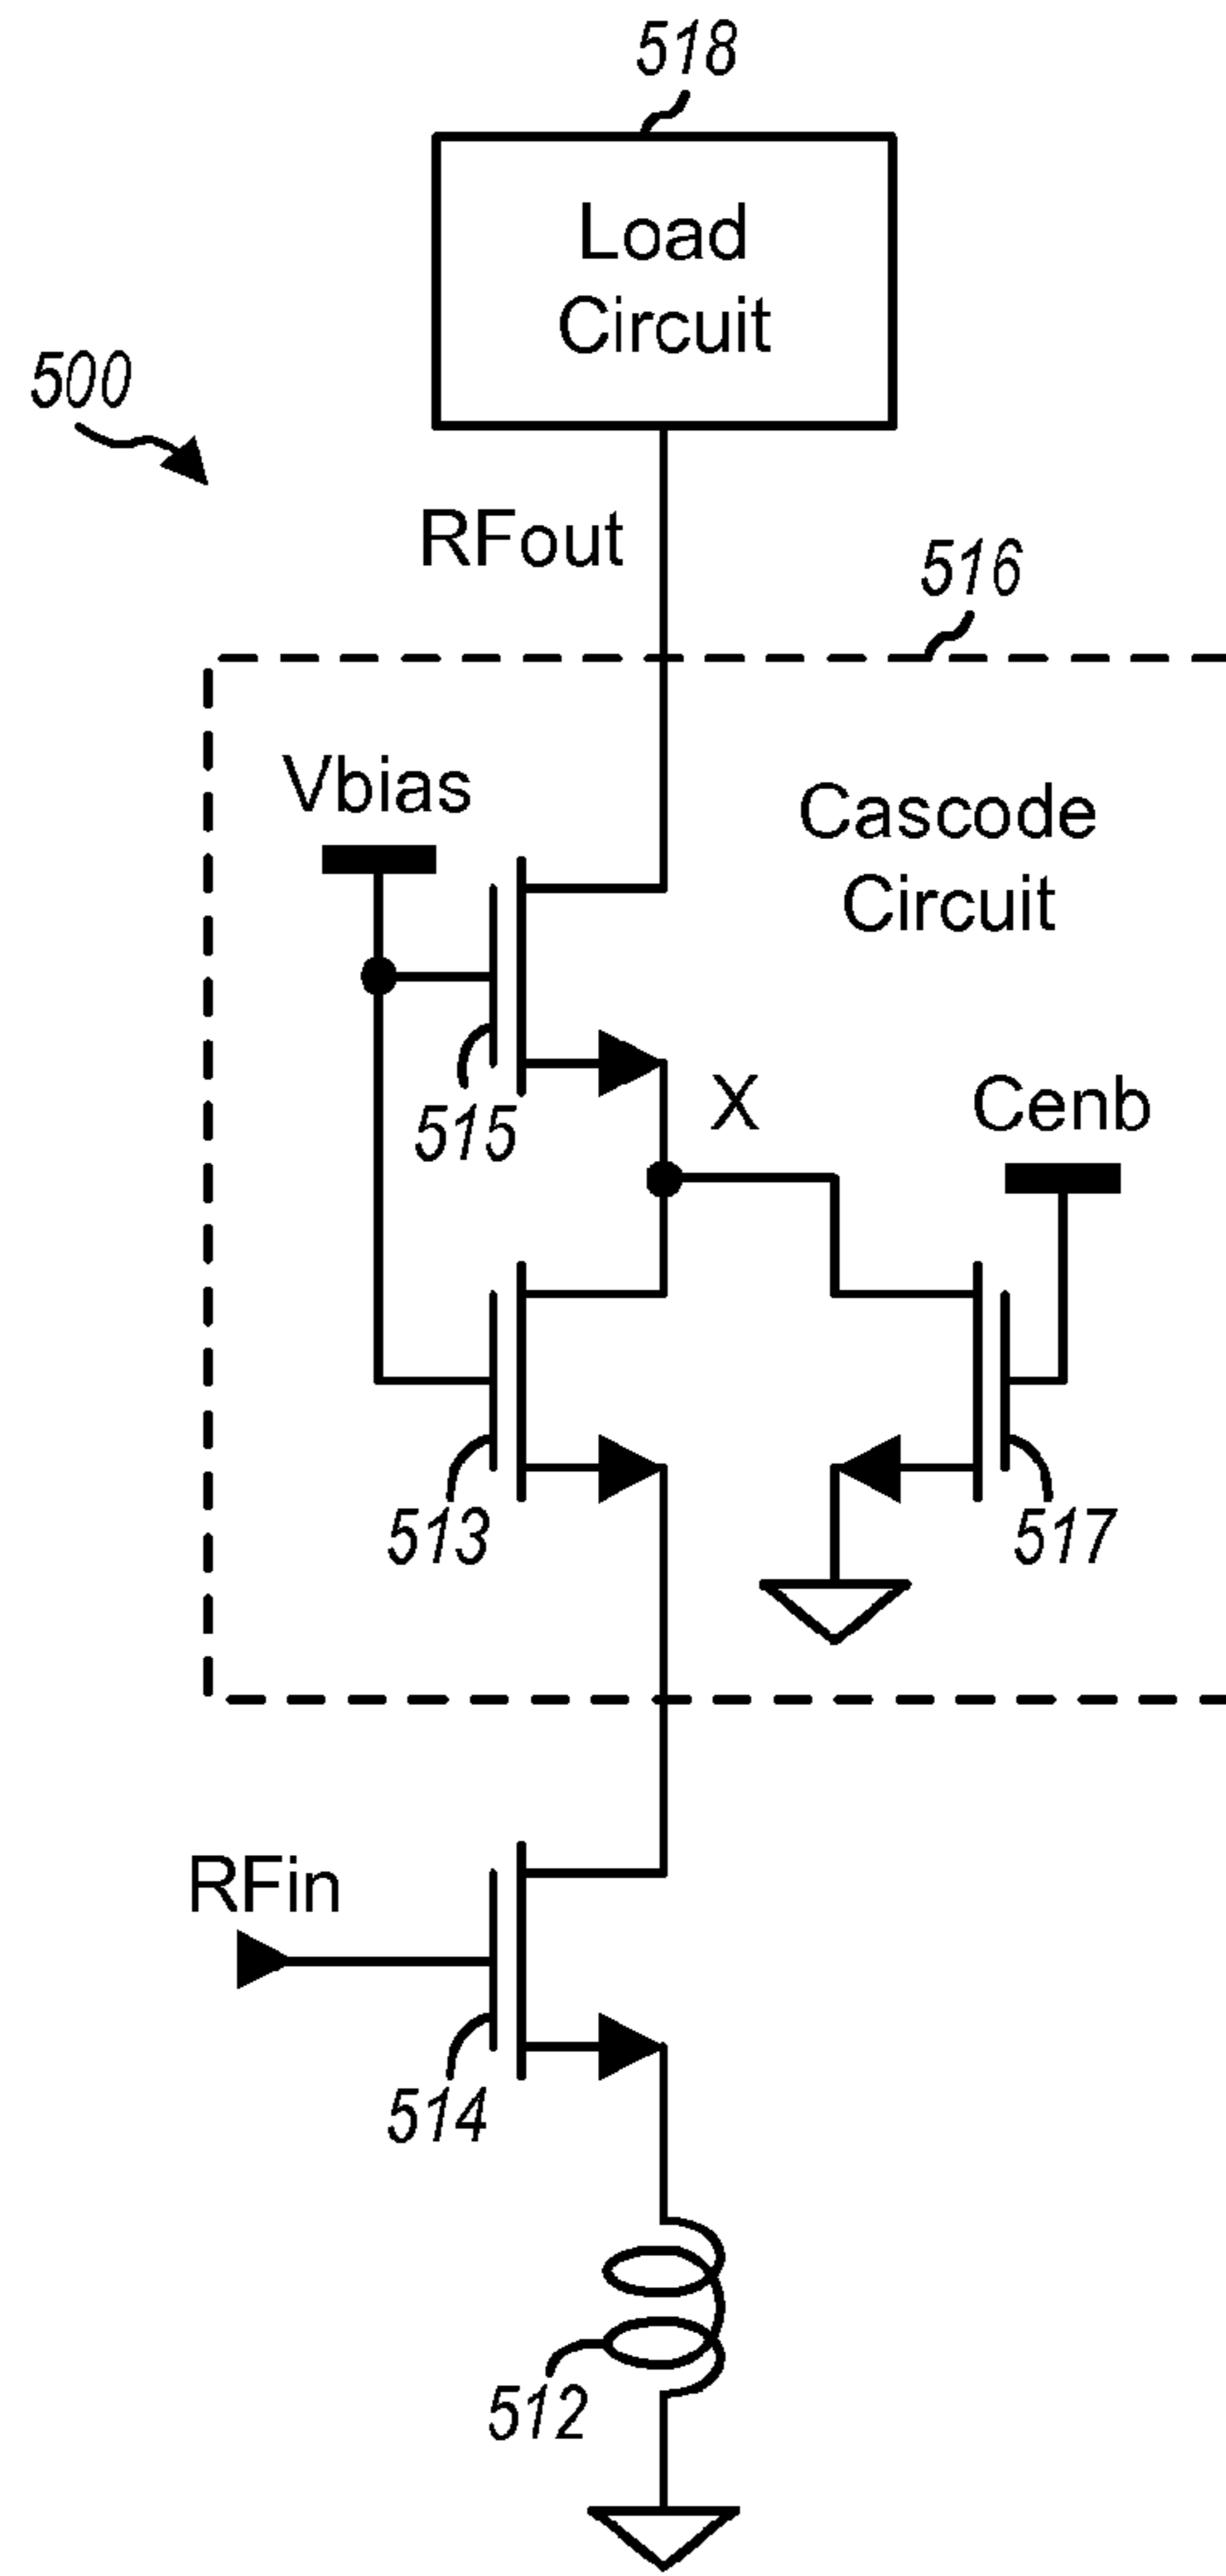 518
Load
Circuit
500
RFout
516
Vbias
Cascode
Circuit
515
X
Cenb
513
517
RFin
514
512